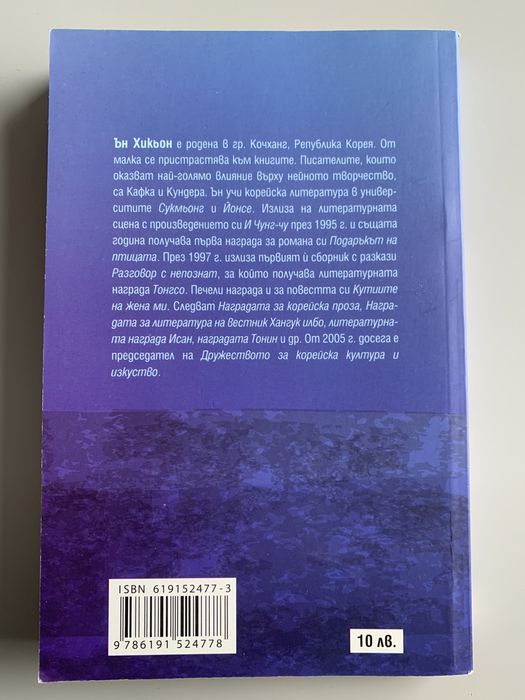 Ън Хикьон е родена в гр. Кочханг, Република Корея. От
малка се пристрастява към книгите. Писателите, които
оказват най-голямо влияние върху нейното творчество,
са Кафка и Кундера. Ън учи корейска литература в универ-
ситите Сукмьонг и Йонсе. Излиза на литературната
сцена с произведението си И Чунг-чу през 1995 г. и същата
година получава първа награда за романа си Подаръкът на
птицата. През 1997 г. излиза първият ѝ сборник с разкази
Разговор с непознат, за който получава литературната
награда Тонгсо. Печели награда и за повестта си Кутиите
на жена ми. Следват Наградата за корейска проза, Награ-
дата за литература на вестник Хангук илбо, литературна-
та награда Исан, наградата Тонин и др. От 2005 г. досега е
председател на Дружеството за корейска култура и
изкуство.
ISBN 619152477-3
9 786191 524778
10 лв.